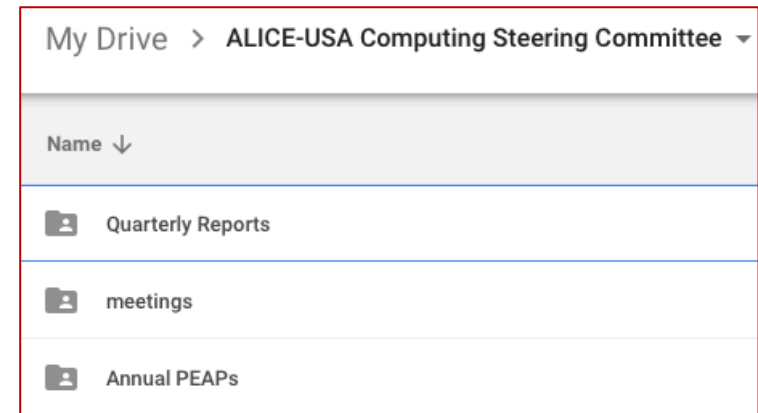 My Drive > ALICE-USA Computing Steering Committee
Name ↓
Quarterly Reports
meetings
Annual PEAPs